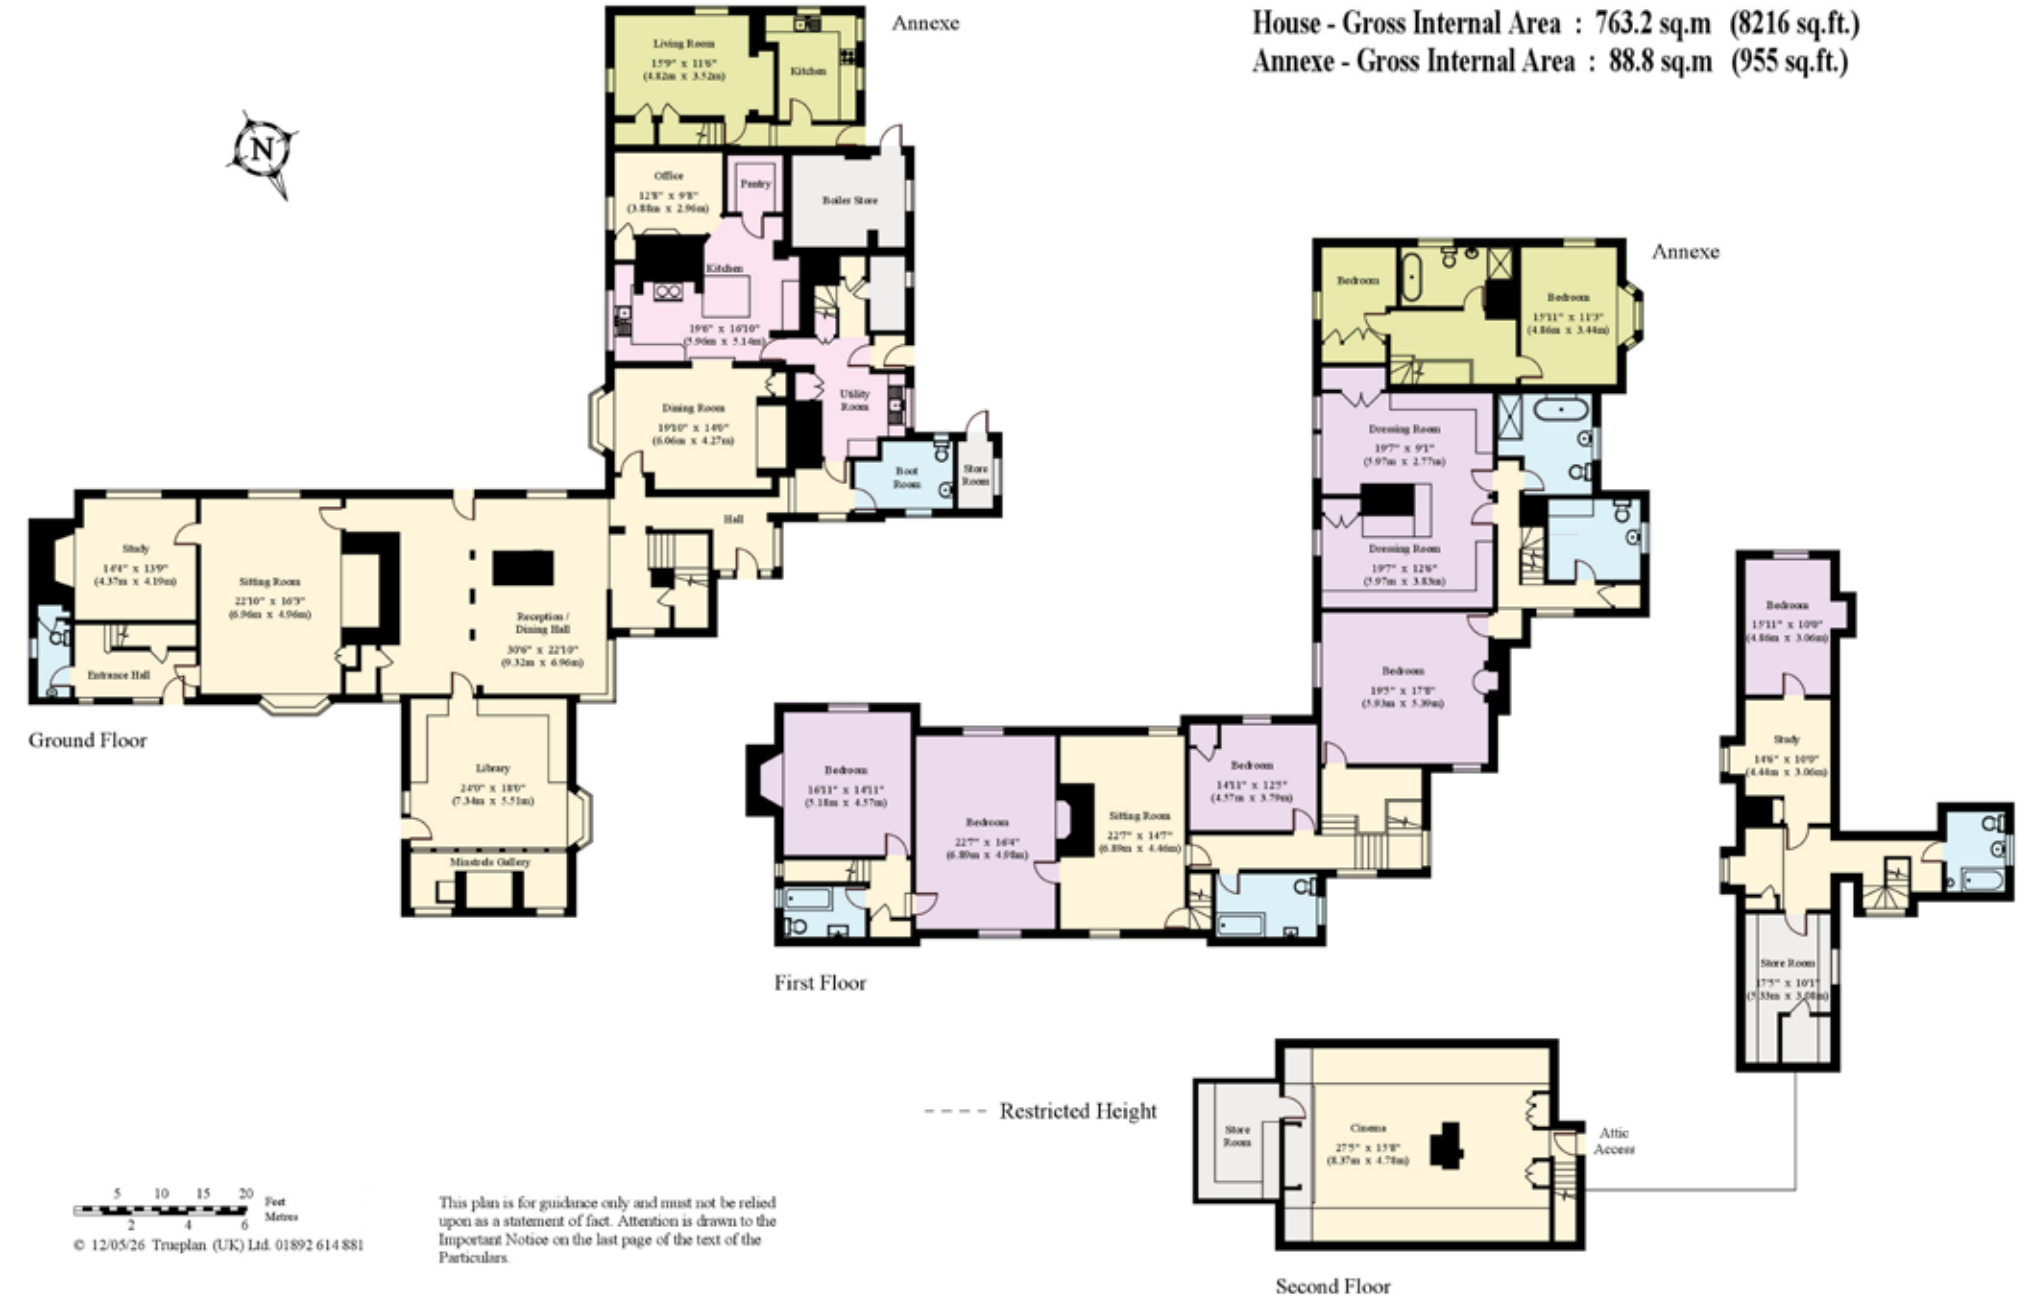 House - Gross Internal Area : 763.2 sq.m (8216 sq.ft.)
Annexe - Gross Internal Area : 88.8 sq.m (955 sq.ft.)
Annexe
Living Room
15'9" x 11'6"
(4.82m x 3.52m)
Kitchen
N
Office
12'8" x 9'8"
(3.88m x 2.96m)
Pantry
Boiler Store
Kitchen
19'6" x 16'10"
(5.96m x 5.14m)
Dining Room
19'10" x 14'0"
(6.06m x 4.27m)
Utility
Room
Boot
Room
Store
Room
Hall
Study
14'4" x 13'9"
(4.37m x 4.19m)
Sitting Room
22'10" x 16'3"
(6.96m x 4.96m)
Reception /
Dining Hall
30'6" x 22'10"
(9.32m x 6.96m)
Entrance Hall
Ground Floor
Library
24'0" x 18'0"
(7.34m x 5.51m)
Minstrels Gallery
Annexe
Bedroom
Bedroom
15'11" x 11'3"
(4.86m x 3.44m)
Dressing Room
19'7" x 9'1"
(5.97m x 2.77m)
Dressing Room
19'7" x 12'6"
(5.97m x 3.83m)
Bedroom
19'5" x 17'8"
(5.93m x 5.39m)
Bedroom
16'11" x 14'11"
(5.18m x 4.57m)
Bedroom
22'7" x 16'4"
(6.89m x 4.98m)
Sitting Room
22'7" x 14'7"
(6.89m x 4.46m)
Bedroom
14'11" x 12'5"
(4.57m x 3.79m)
First Floor
Bedroom
15'11" x 10'0"
(4.86m x 3.06m)
Study
14'6" x 10'0"
(4.44m x 3.06m)
Store Room
17'5" x 10'1"
(5.33m x 3.08m)
Restricted Height
Store
Room
Cinema
27'5" x 15'8"
(8.37m x 4.78m)
Attic
Access
Second Floor
5 10 15 20 Feet
2 4 6 Metres
© 12/05/26 Trueplan (UK) Ltd. 01892 614 881
This plan is for guidance only and must not be relied
upon as a statement of fact. Attention is drawn to the
Important Notice on the last page of the text of the
Particulars.